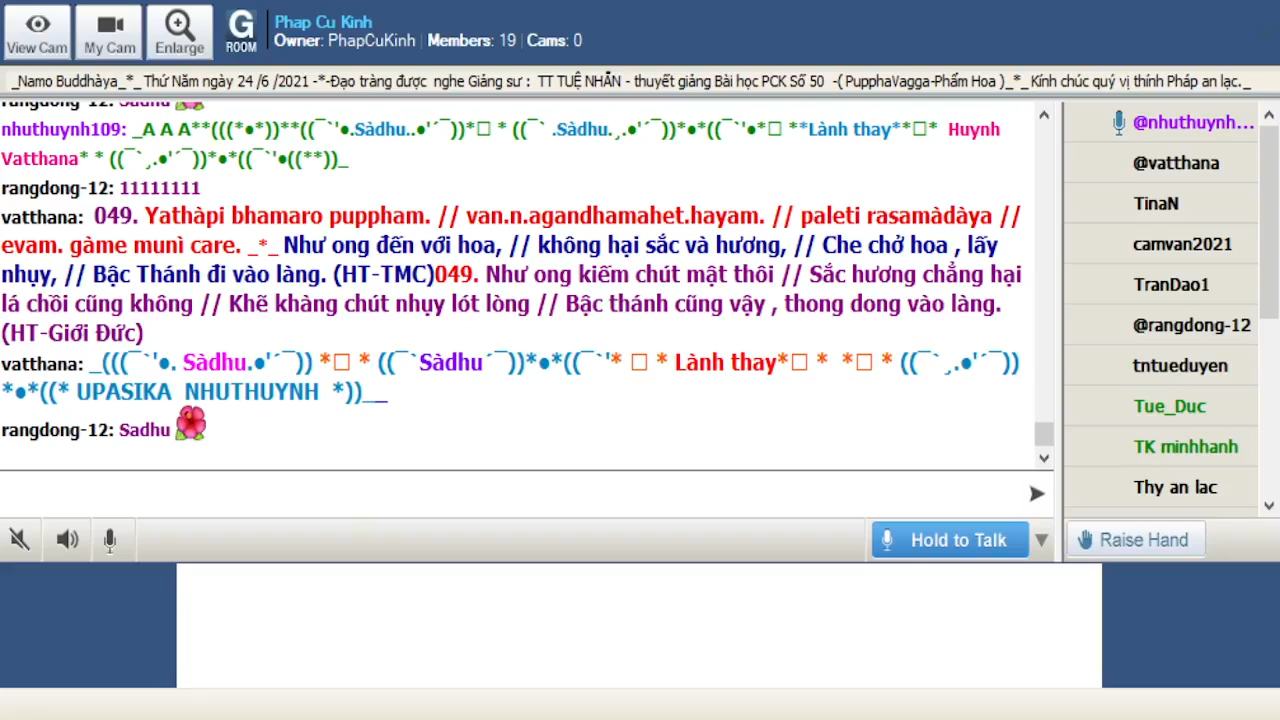 Phap Cu Kinh
Owner: PhapCuKinh | Members: 19 | Cams: 0
View Cam
My Cam
Enlarge
G ROOM
_Namo Buddhàya_*_ Thứ Năm ngày 24 /6 /2021 -*-Đạo tràng được nghe Giảng sư : TT TUỆ NHẪN - thuyết giảng Bài học PCK Số 50 -( PupphaVagga-Phẩm Hoa )_*_ Kính chúc quý vị thính Pháp an lạc._
rangdong-12: Sadhu
nhuthuynh109: _A A A**(((*●*))**((¯`'●.Sàdhu..●'´¯))*□ * ((¯` .Sàdhu.¸.●'´¯))*●*((¯`'●*□ **Lành thay**□* Huynh
Vatthana* * ((¯`¸.●'´¯))*●*((¯`'●((**))_
rangdong-12: 11111111
vatthana: 049. Yathàpi bhamaro puppham. // van.n.agandhamahet.hayam. // paleti rasamàdàya //
evam. gàme munì care. _*_ Như ong đến với hoa, // không hại sắc và hương, // Che chở hoa , lấy
nhụy, // Bậc Thánh đi vào làng. (HT-TMC)049. Như ong kiếm chút mật thôi // Sắc hương chẳng hại
lá chồi cũng không // Khẽ khàng chút nhụy lót lòng // Bậc thánh cũng vậy , thong dong vào làng.
(HT-Giới Đức)
vatthana: _(((¯`'●. Sàdhu.●'´¯)) *□ * ((¯`Sàdhu´¯))*●*((¯`'* □ * Lành thay*□ * *□ * ((¯`¸.●'´¯))
*●*((* UPASIKA NHUTHUYNH *))__
rangdong-12: Sadhu
@nhuthuynh...
@vatthana
TinaN
camvan2021
TranDao1
@rangdong-12
tntueduyen
Tue_Duc
TK minhhanh
Thy an lac
Hold to Talk
Raise Hand